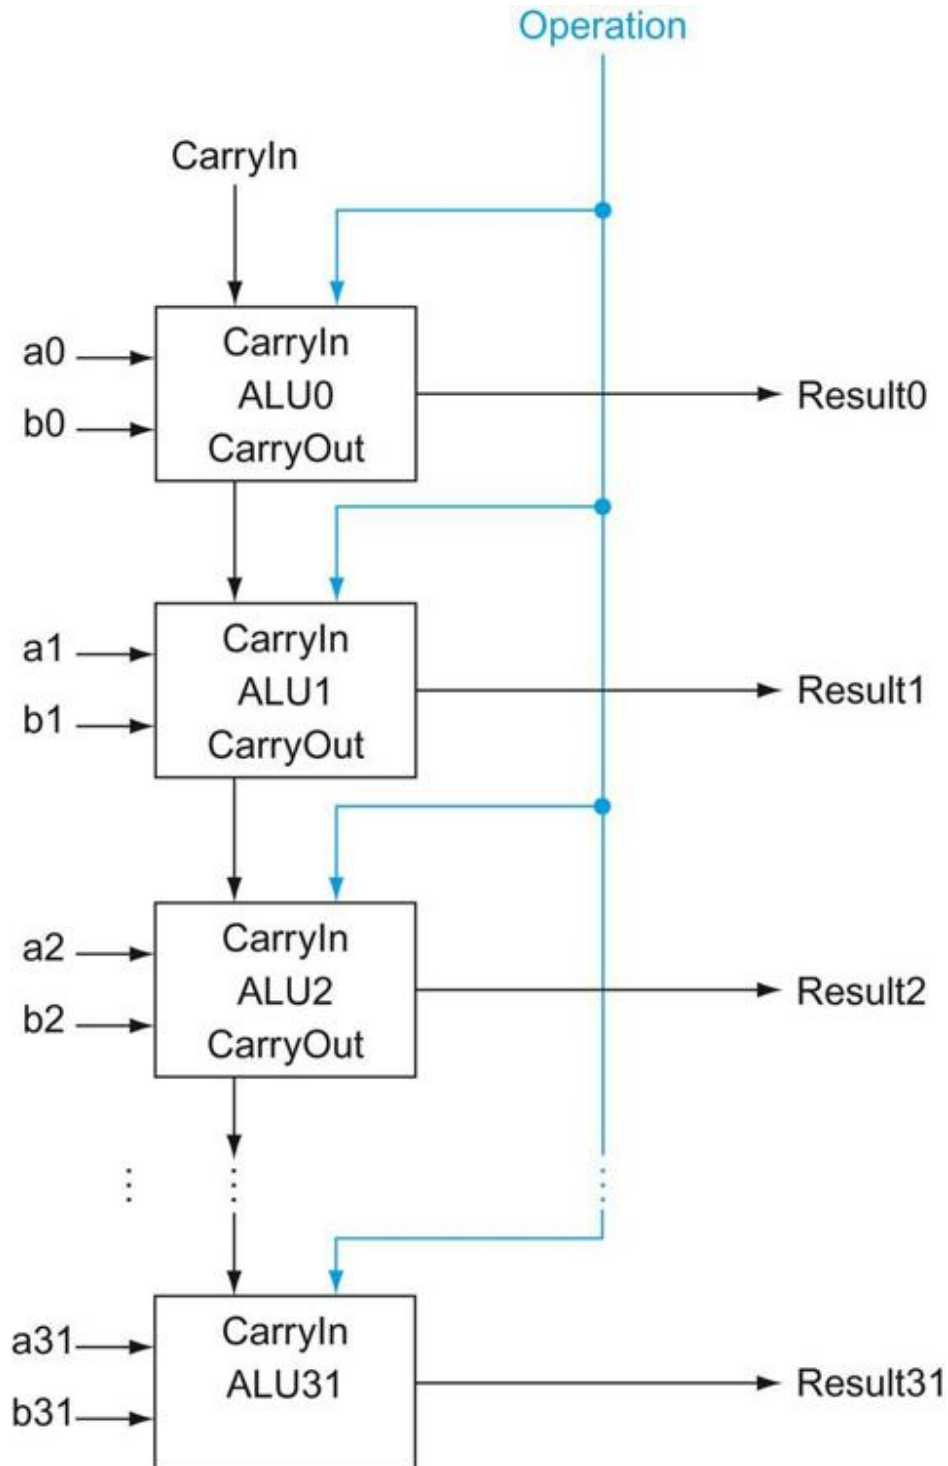 Operation
CarryIn
a0
b0
CarryIn
ALU0
CarryOut
Result0
a1
b1
CarryIn
ALU1
CarryOut
Result1
a2
b2
CarryIn
ALU2
CarryOut
Result2
a31
b31
CarryIn
ALU31
Result31